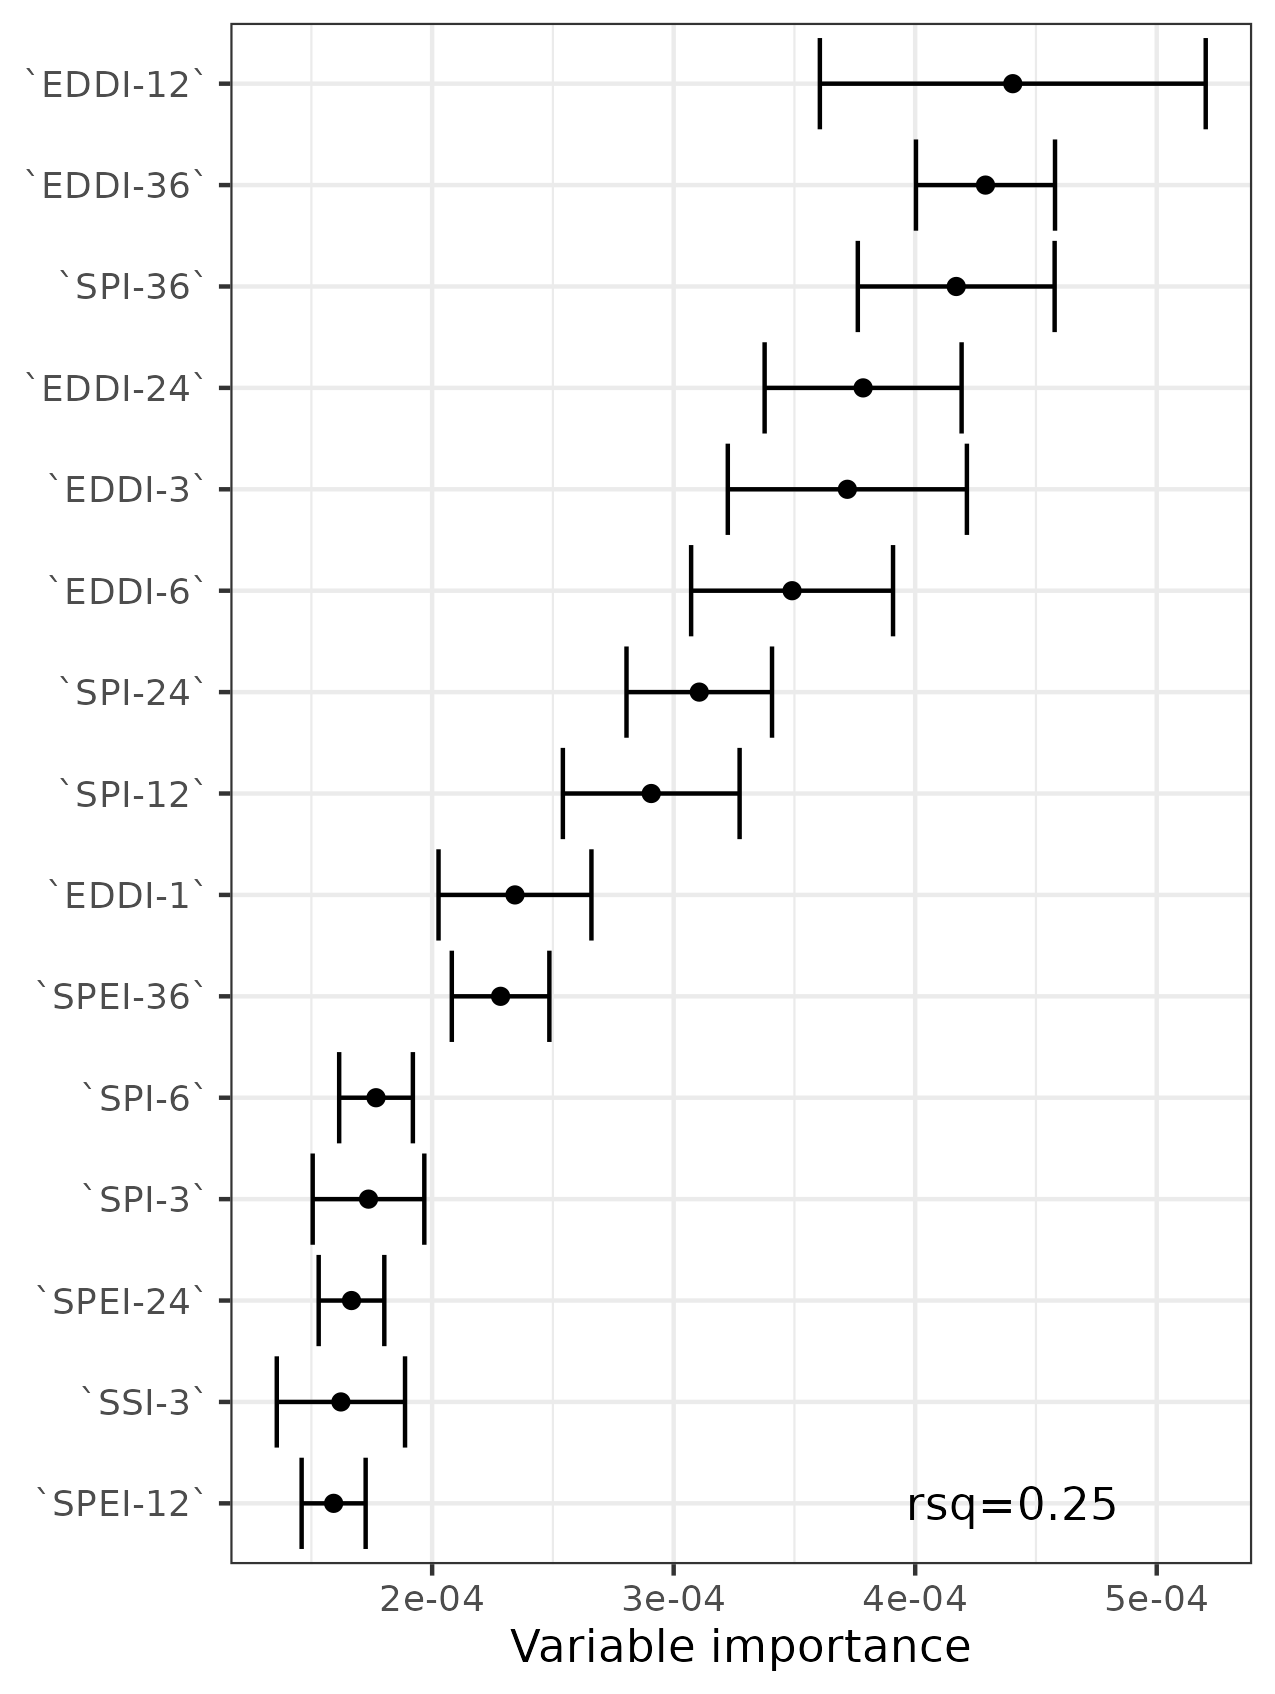 `EDDI-12`
`EDDI-36`
`SPI-36`
`EDDI-24`
`EDDI-3`
`EDDI-6`
`SPI-24`
`SPI-12`
`EDDI-1`
`SPEI-36`
`SPI-6`
`SPI-3`
`SPEI-24`
`SSI-3`
`SPEI-12`
rsq=0.25
2e-04 3e-04 4e-04 5e-04
Variable importance